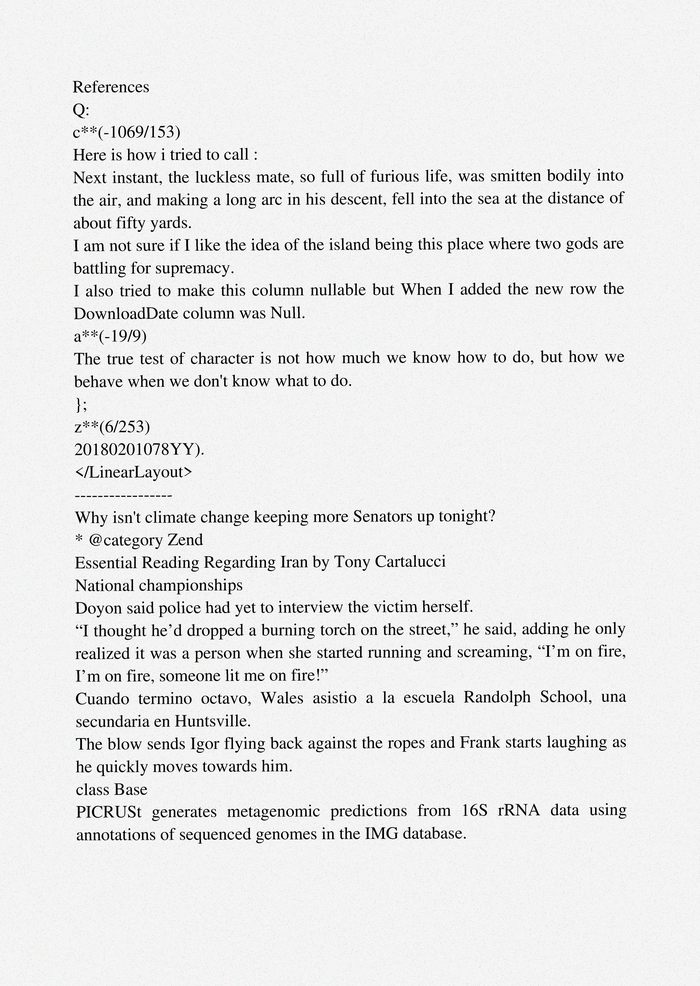 References
Q:
c**(-1069/153)
Here is how i tried to call :
Next instant, the luckless mate, so full of furious life, was smitten bodily into
the air, and making a long arc in his descent, fell into the sea at the distance of
about fifty yards.
I am not sure if I like the idea of the island being this place where two gods are
battling for supremacy.
I also tried to make this column nullable but When I added the new row the
DownloadDate column was Null.
a**(-19/9)
The true test of character is not how much we know how to do, but how we
behave when we don't know what to do.
};
z**(6/253)
20180201078YY).
</LinearLayout>
-----------------
Why isn't climate change keeping more Senators up tonight?
* @category Zend
Essential Reading Regarding Iran by Tony Cartalucci
National championships
Doyon said police had yet to interview the victim herself.
“I thought he’d dropped a burning torch on the street,” he said, adding he only
realized it was a person when she started running and screaming, “I’m on fire,
I’m on fire, someone lit me on fire!”
Cuando termino octavo, Wales asistio a la escuela Randolph School, una
secundaria en Huntsville.
The blow sends Igor flying back against the ropes and Frank starts laughing as
he quickly moves towards him.
class Base
PICRUSt generates metagenomic predictions from 16S rRNA data using
annotations of sequenced genomes in the IMG database.